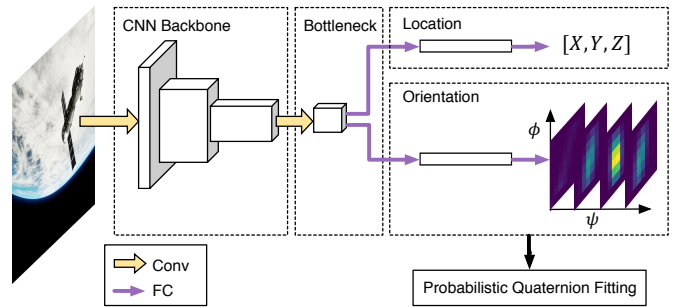 CNN Backbone
Bottleneck
Location
[X,Y,Z]
Orientation
ϕ
ψ
Conv
FC
Probabilistic Quaternion Fitting